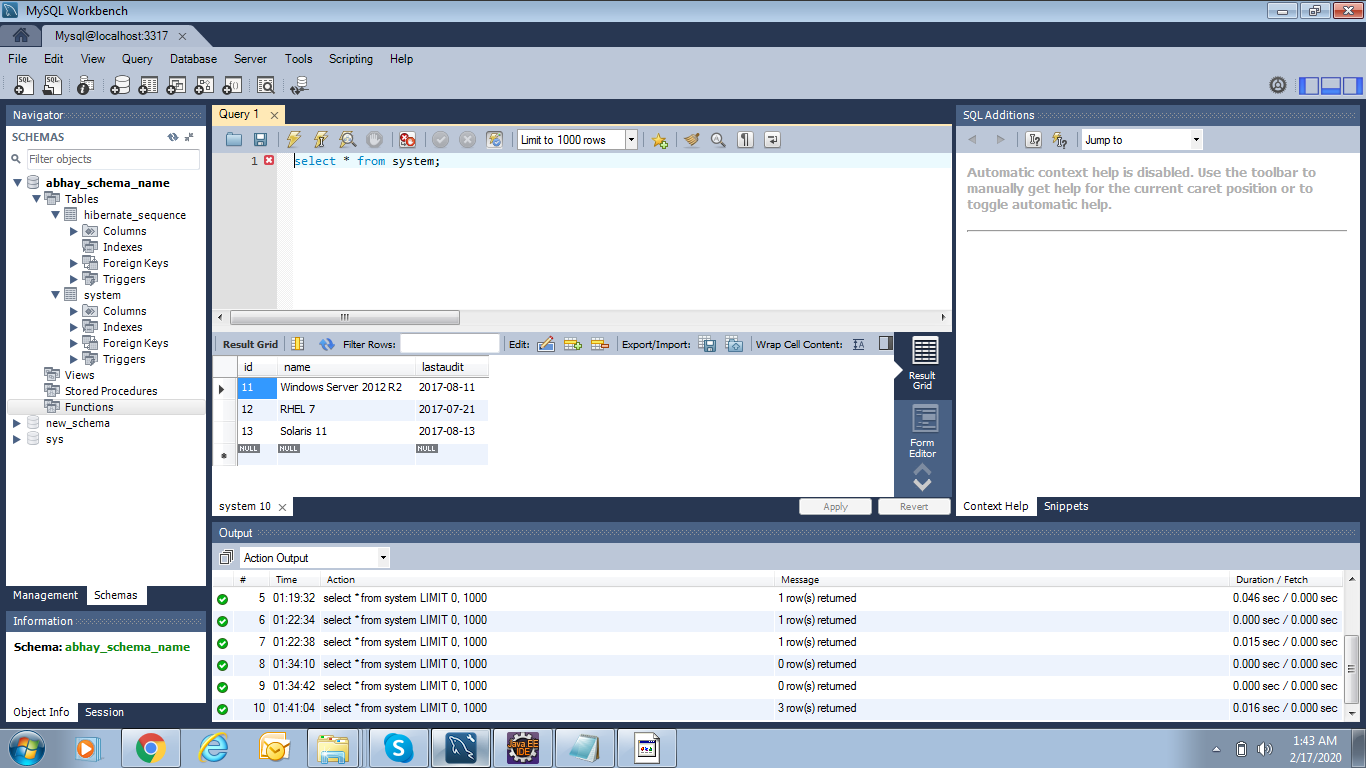 MySQL Workbench
Mysql@localhost:3317
File Edit View Query Database Server Tools Scripting Help
Navigator
SCHEMAS
Filter objects
abhay_schema_name
Tables
hibernate_sequence
Columns
Indexes
Foreign Keys
Triggers
system
Columns
Indexes
Foreign Keys
Triggers
Views
Stored Procedures
Functions
new_schema
sys
Management Schemas
Information
Schema: abhay_schema_name
Object Info Session
Query 1
Limit to 1000 rows
1 select * from system;
Result Grid Filter Rows: Edit: Export/Import: Wrap Cell Content:
id name lastaudit
11 Windows Server 2012 R2 2017-08-11
12 RHEL 7 2017-07-21
13 Solaris 11 2017-08-13
NULL NULL NULL
Result
Grid
Form
Editor
system 10
Apply Revert
SQL Additions
Jump to
Automatic context help is disabled. Use the toolbar to
manually get help for the current caret position or to
toggle automatic help.
Context Help Snippets
Output
Action Output
# Time Action Message Duration / Fetch
5 01:19:32 select * from system LIMIT 0, 1000 1 row(s) returned 0.046 sec / 0.000 sec
6 01:22:34 select * from system LIMIT 0, 1000 1 row(s) returned 0.000 sec / 0.000 sec
7 01:22:38 select * from system LIMIT 0, 1000 1 row(s) returned 0.015 sec / 0.000 sec
8 01:34:10 select * from system LIMIT 0, 1000 0 row(s) returned 0.000 sec / 0.000 sec
9 01:34:42 select * from system LIMIT 0, 1000 0 row(s) returned 0.000 sec / 0.000 sec
10 01:41:04 select * from system LIMIT 0, 1000 3 row(s) returned 0.016 sec / 0.000 sec
Java EE
IDE
1:43 AM
2/17/2020